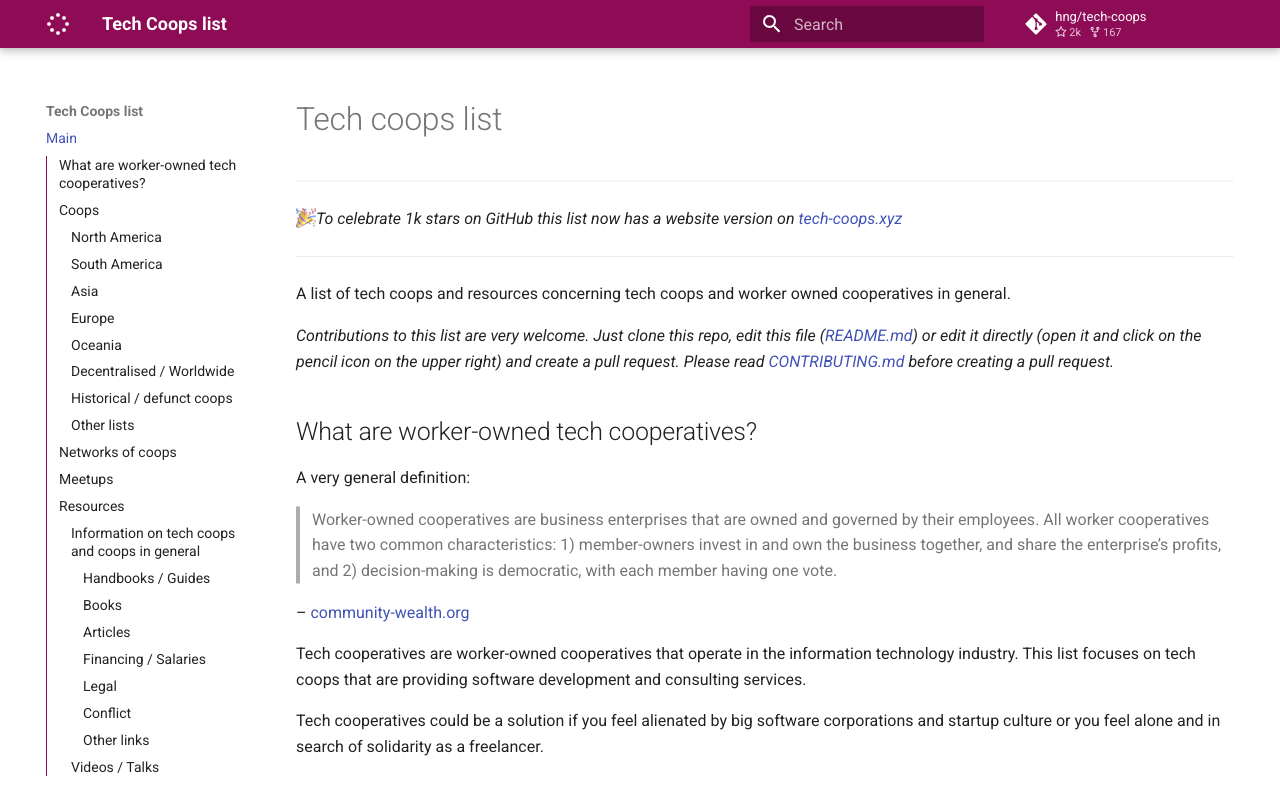 Tech Coops list
Search
hng/tech-coops
2k 167
Tech Coops list
Main
What are worker-owned tech
cooperatives?
Coops
North America
South America
Asia
Europe
Oceania
Decentralised / Worldwide
Historical / defunct coops
Other lists
Networks of coops
Meetups
Resources
Information on tech coops
and coops in general
Handbooks / Guides
Books
Articles
Financing / Salaries
Legal
Conflict
Other links
Videos / Talks
Tech coops list
🎉To celebrate 1k stars on GitHub this list now has a website version on tech-coops.xyz
A list of tech coops and resources concerning tech coops and worker owned cooperatives in general.
Contributions to this list are very welcome. Just clone this repo, edit this file (README.md) or edit it directly (open it and click on the
pencil icon on the upper right) and create a pull request. Please read CONTRIBUTING.md before creating a pull request.
What are worker-owned tech cooperatives?
A very general definition:
Worker-owned cooperatives are business enterprises that are owned and governed by their employees. All worker cooperatives
have two common characteristics: 1) member-owners invest in and own the business together, and share the enterprise’s profits,
and 2) decision-making is democratic, with each member having one vote.
– community-wealth.org
Tech cooperatives are worker-owned cooperatives that operate in the information technology industry. This list focuses on tech
coops that are providing software development and consulting services.
Tech cooperatives could be a solution if you feel alienated by big software corporations and startup culture or you feel alone and in
search of solidarity as a freelancer.